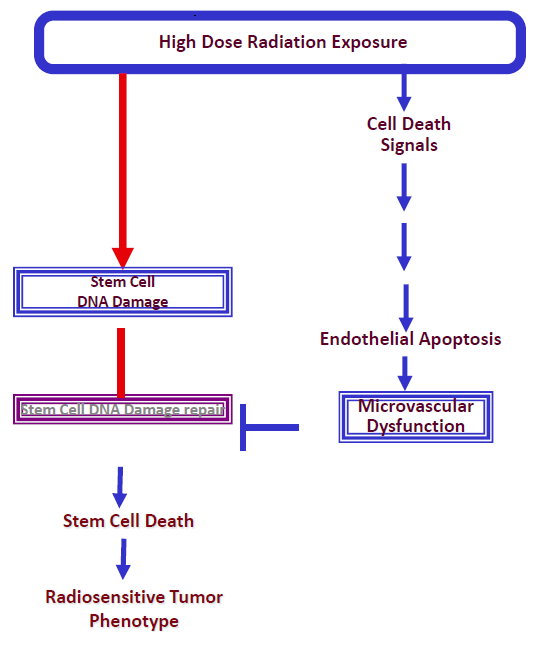 High Dose Radiation Exposure
Cell Death
Signals
Stem Cell
DNA Damage
Endothelial Apoptosis
Stem Cell DNA Damage repair
Microvascular
Dysfunction
Stem Cell Death
Radiosensitive Tumor
Phenotype